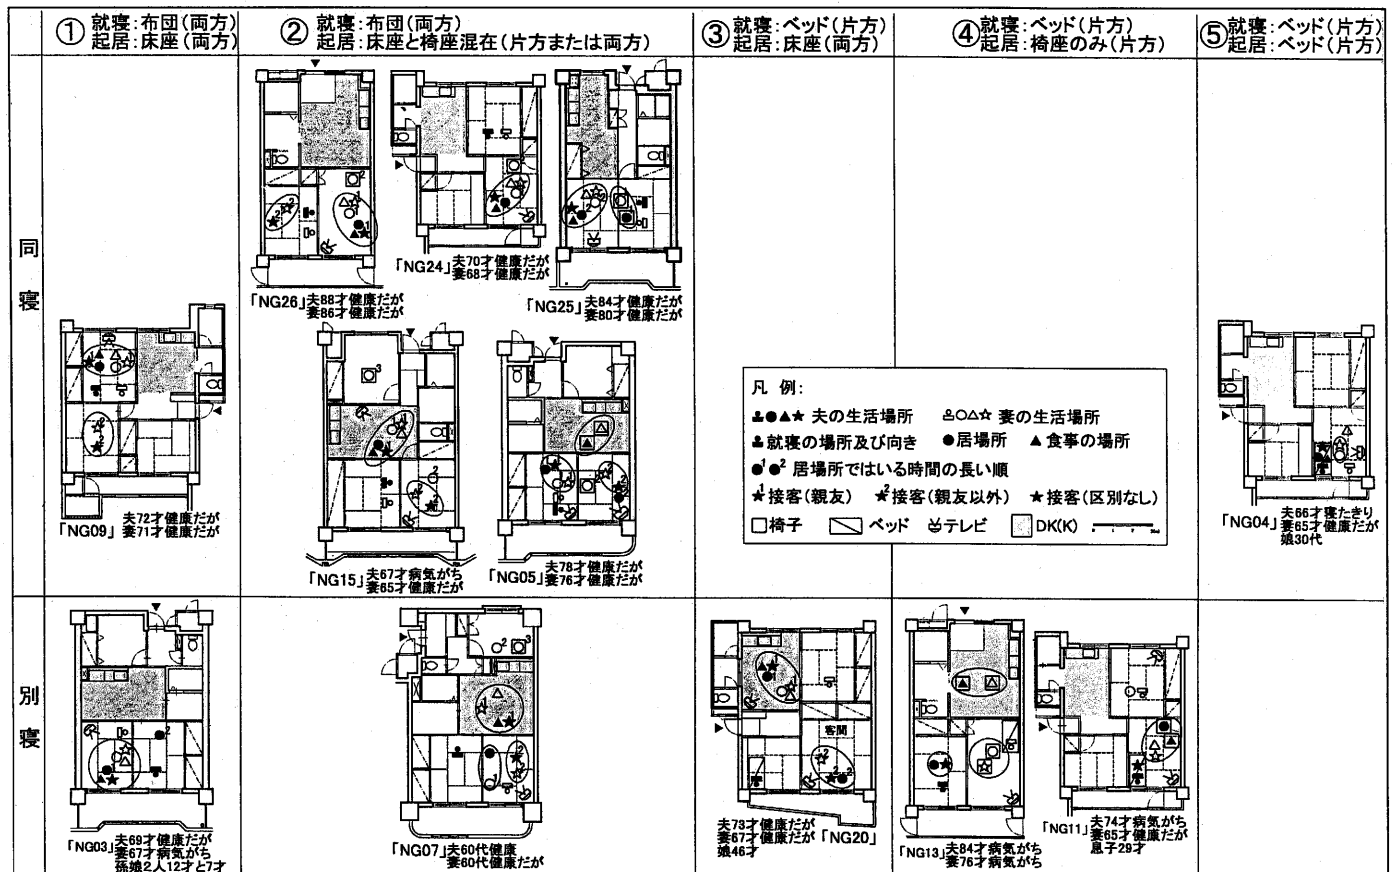 ① 就寝:布団(両方)
起居:床座(両方)
② 就寝:布団(両方)
起居:床座と椅座混在(片方または両方)
③ 就寝:ベッド(片方)
起居:床座(両方)
④ 就寝:ベッド(片方)
起居:椅座のみ(片方)
⑤ 就寝:ベッド(片方)
起居:ベッド(片方)
同寝
「NG09」夫72才健康だが
妻71才健康だが
「NG26」夫88才健康だが
妻86才健康だが
「NG24」夫70才健康だが
妻68才健康だが
「NG25」夫84才健康だが
妻80才健康だが
「NG15」夫67才病気がち
妻65才健康だが
「NG05」夫78才健康だが
妻76才健康だが
凡 例:
●▲★ 夫の生活場所 ○△☆ 妻の生活場所
就寝の場所及び向き ●居場所 ▲食事の場所
●1●2 居場所ではいる時間の長い順
★1接客(親友) ★2接客(親友以外) ★接客(区別なし)
椅子 ベッド テレビ DK(K)
「NG04」夫66才寝たきり
妻65才健康だが
娘30代
別寝
「NG03」夫69才健康だが
妻67才病気がち
孫娘2人12才と7才
「NG07」夫60代健康
妻60代健康だが
客間
夫73才健康だが「NG20」
妻67才健康だが
娘46才
「NG13」夫84才病気がち
妻76才病気がち
「NG11」夫74才病気がち
妻65才健康だが
息子29才